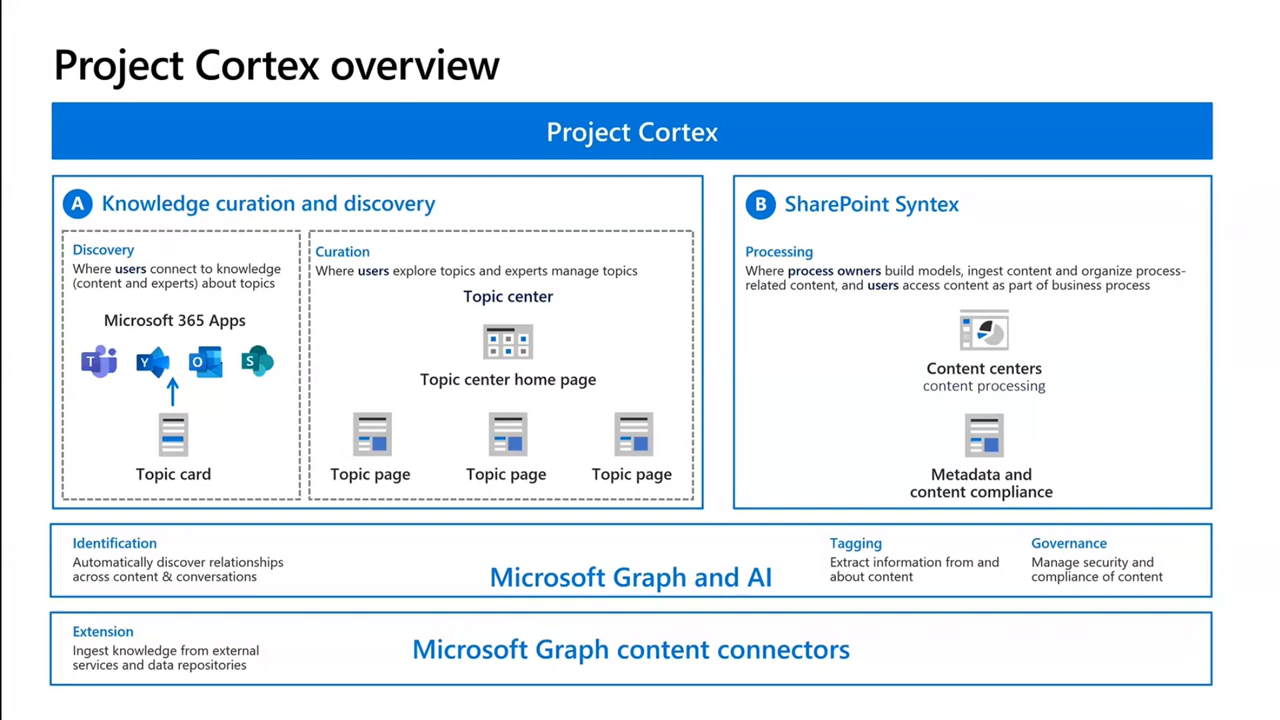 Project Cortex overview
Project Cortex
A Knowledge curation and discovery
Discovery
Where users connect to knowledge
(content and experts) about topics
Microsoft 365 Apps
T Y O S
Topic card
Curation
Where users explore topics and experts manage topics
Topic center
Topic center home page
Topic page Topic page Topic page
B SharePoint Syntex
Processing
Where process owners build models, ingest content and organize process-
related content, and users access content as part of business process
Content centers
content processing
Metadata and
content compliance
Identification
Automatically discover relationships
across content & conversations
Microsoft Graph and AI
Tagging
Extract information from and
about content
Governance
Manage security and
compliance of content
Extension
Ingest knowledge from external
services and data repositories
Microsoft Graph content connectors